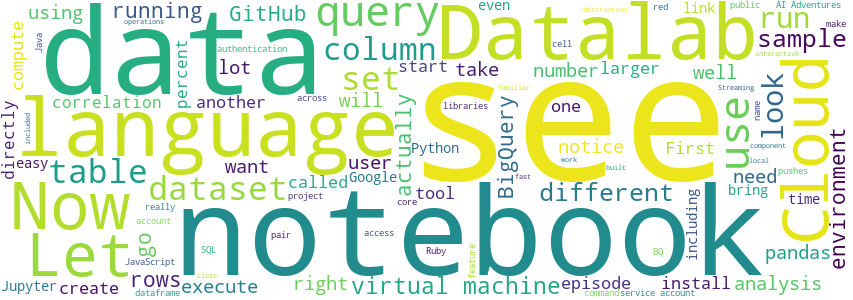 using
running
GitHub
query
even
link
public
red
AI Adventures
description
Java
operations
data
Datalab
run
make
authentication
cell
interactive
sample
compute
percent
lot
column
set
start
take
number
larger
well
Cloud
look
correlation
another
will
across
libraries
Streaming
name
language
see
use
directly
included
actually
Python
BigQuery
one
notice
First
component
local
easy
want
user
work
built
familiar
fast
pushes
table
dataset
called
Google
tool
different
need
bring
time
environment
Now
Let
notebook
really
account
project
core
go
SQL
pair
access
Ruby
feature
including
BQ
pandas
JavaScript
close
Jupyter
create
rows
execute
dataframe
right
virtual machine
episode
command
service account
install
analysis